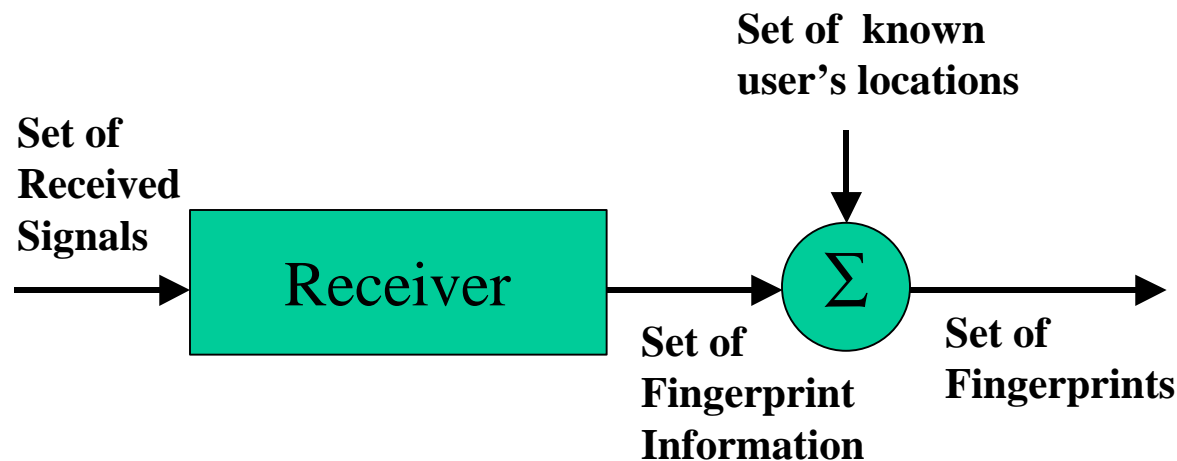 Set of known
user's locations
Set of
Received
Signals
Receiver
Σ
Set of
Fingerprint
Information
Set of
Fingerprints